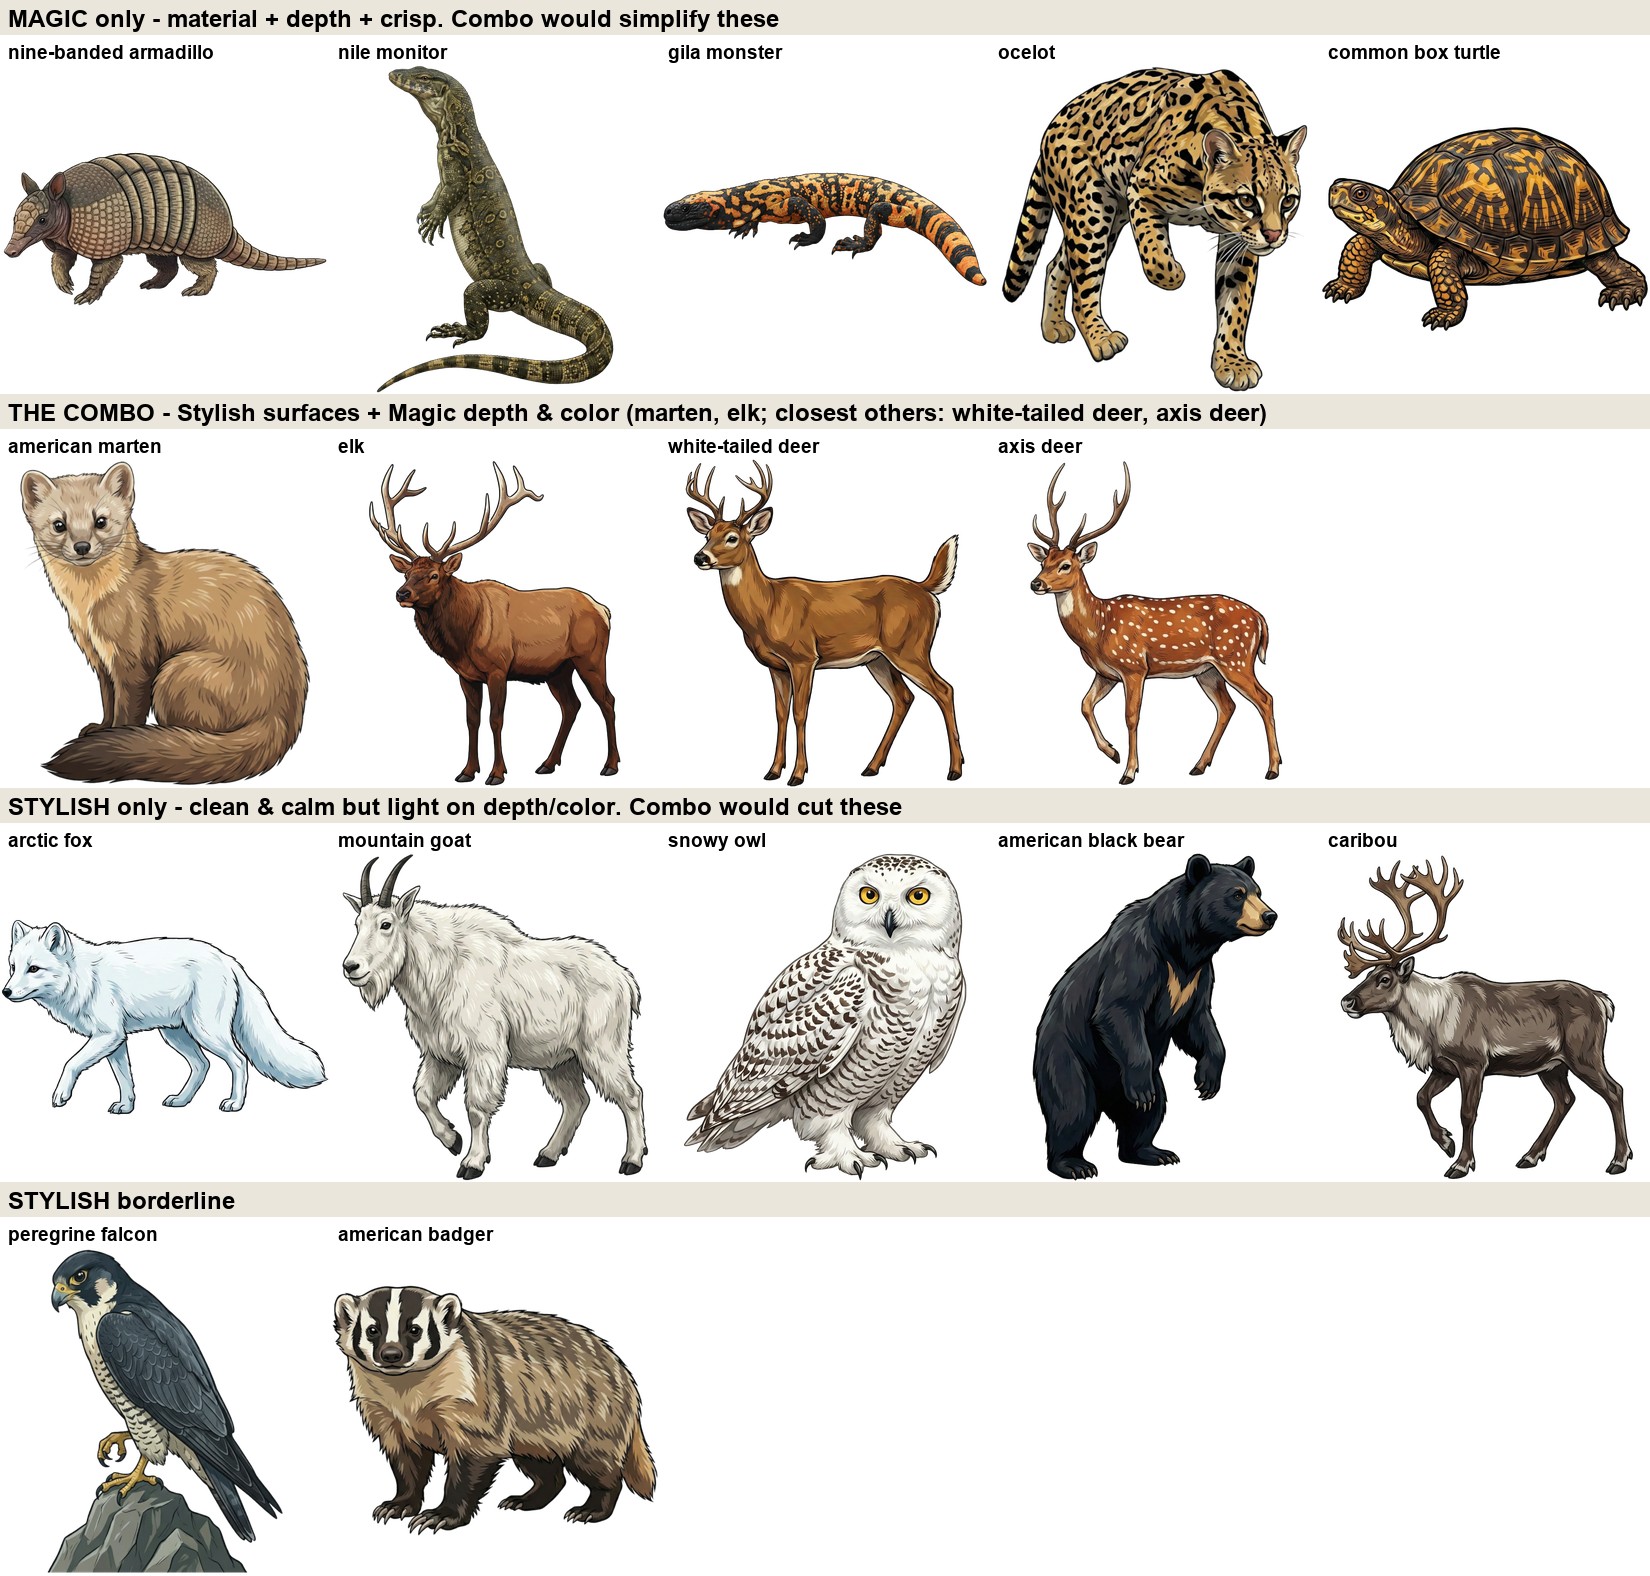 MAGIC only - material + depth + crisp. Combo would simplify these
nine-banded armadillo
nile monitor
gila monster
ocelot
common box turtle
THE COMBO - Stylish surfaces + Magic depth & color (marten, elk; closest others: white-tailed deer, axis deer)
american marten
elk
white-tailed deer
axis deer
STYLISH only - clean & calm but light on depth/color. Combo would cut these
arctic fox
mountain goat
snowy owl
american black bear
caribou
STYLISH borderline
peregrine falcon
american badger